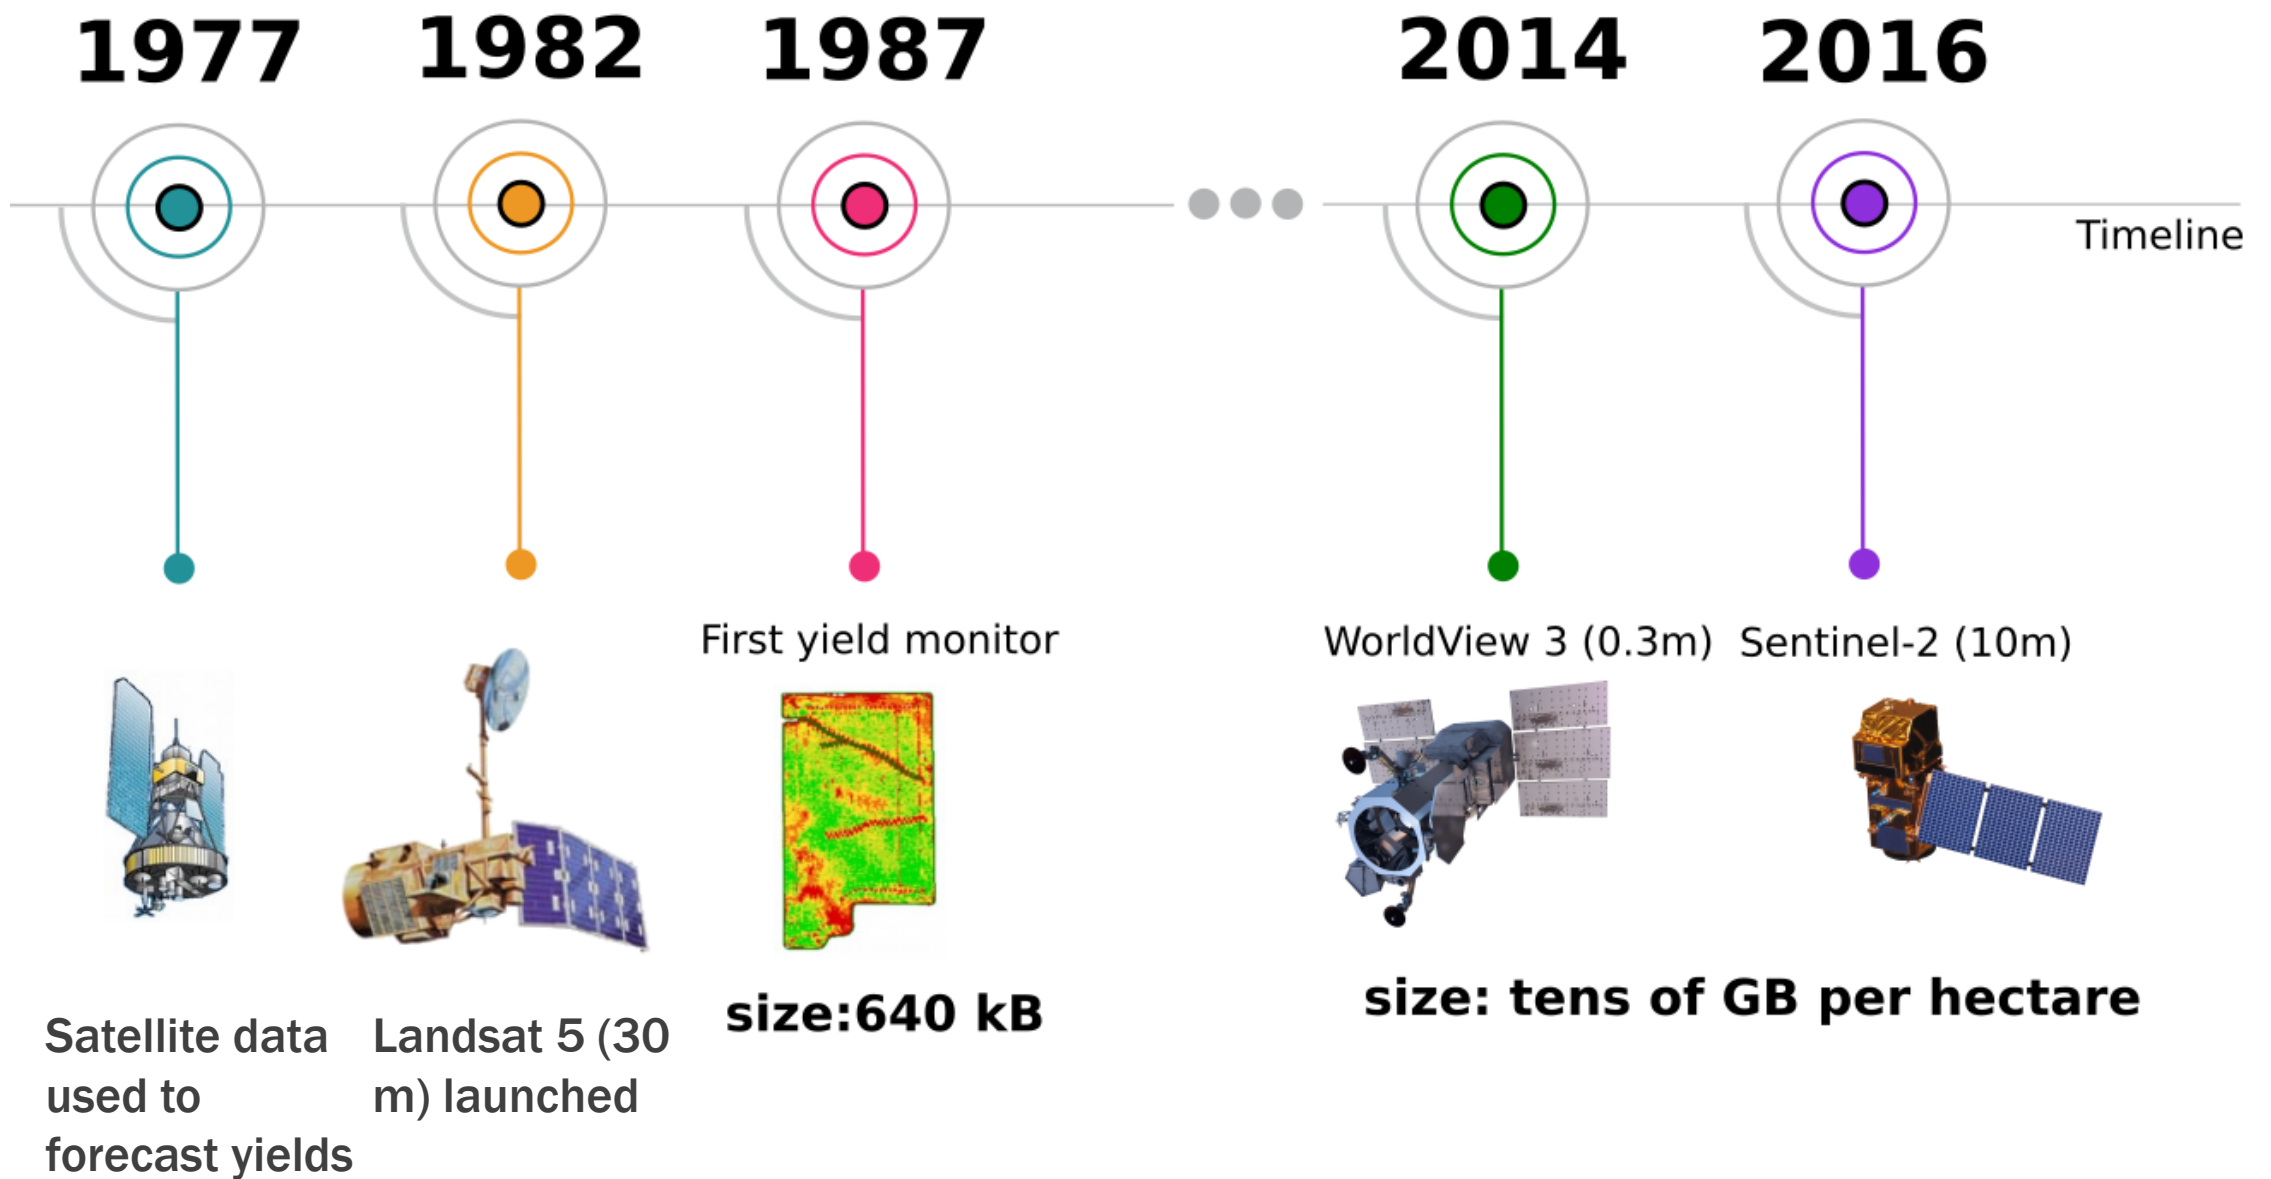 1977
1982
1987
2014
2016
Timeline
First yield monitor
WorldView 3 (0.3m)
Sentinel-2 (10m)
size:640 kB
size: tens of GB per hectare
Satellite data
used to
forecast yields
Landsat 5 (30
m) launched